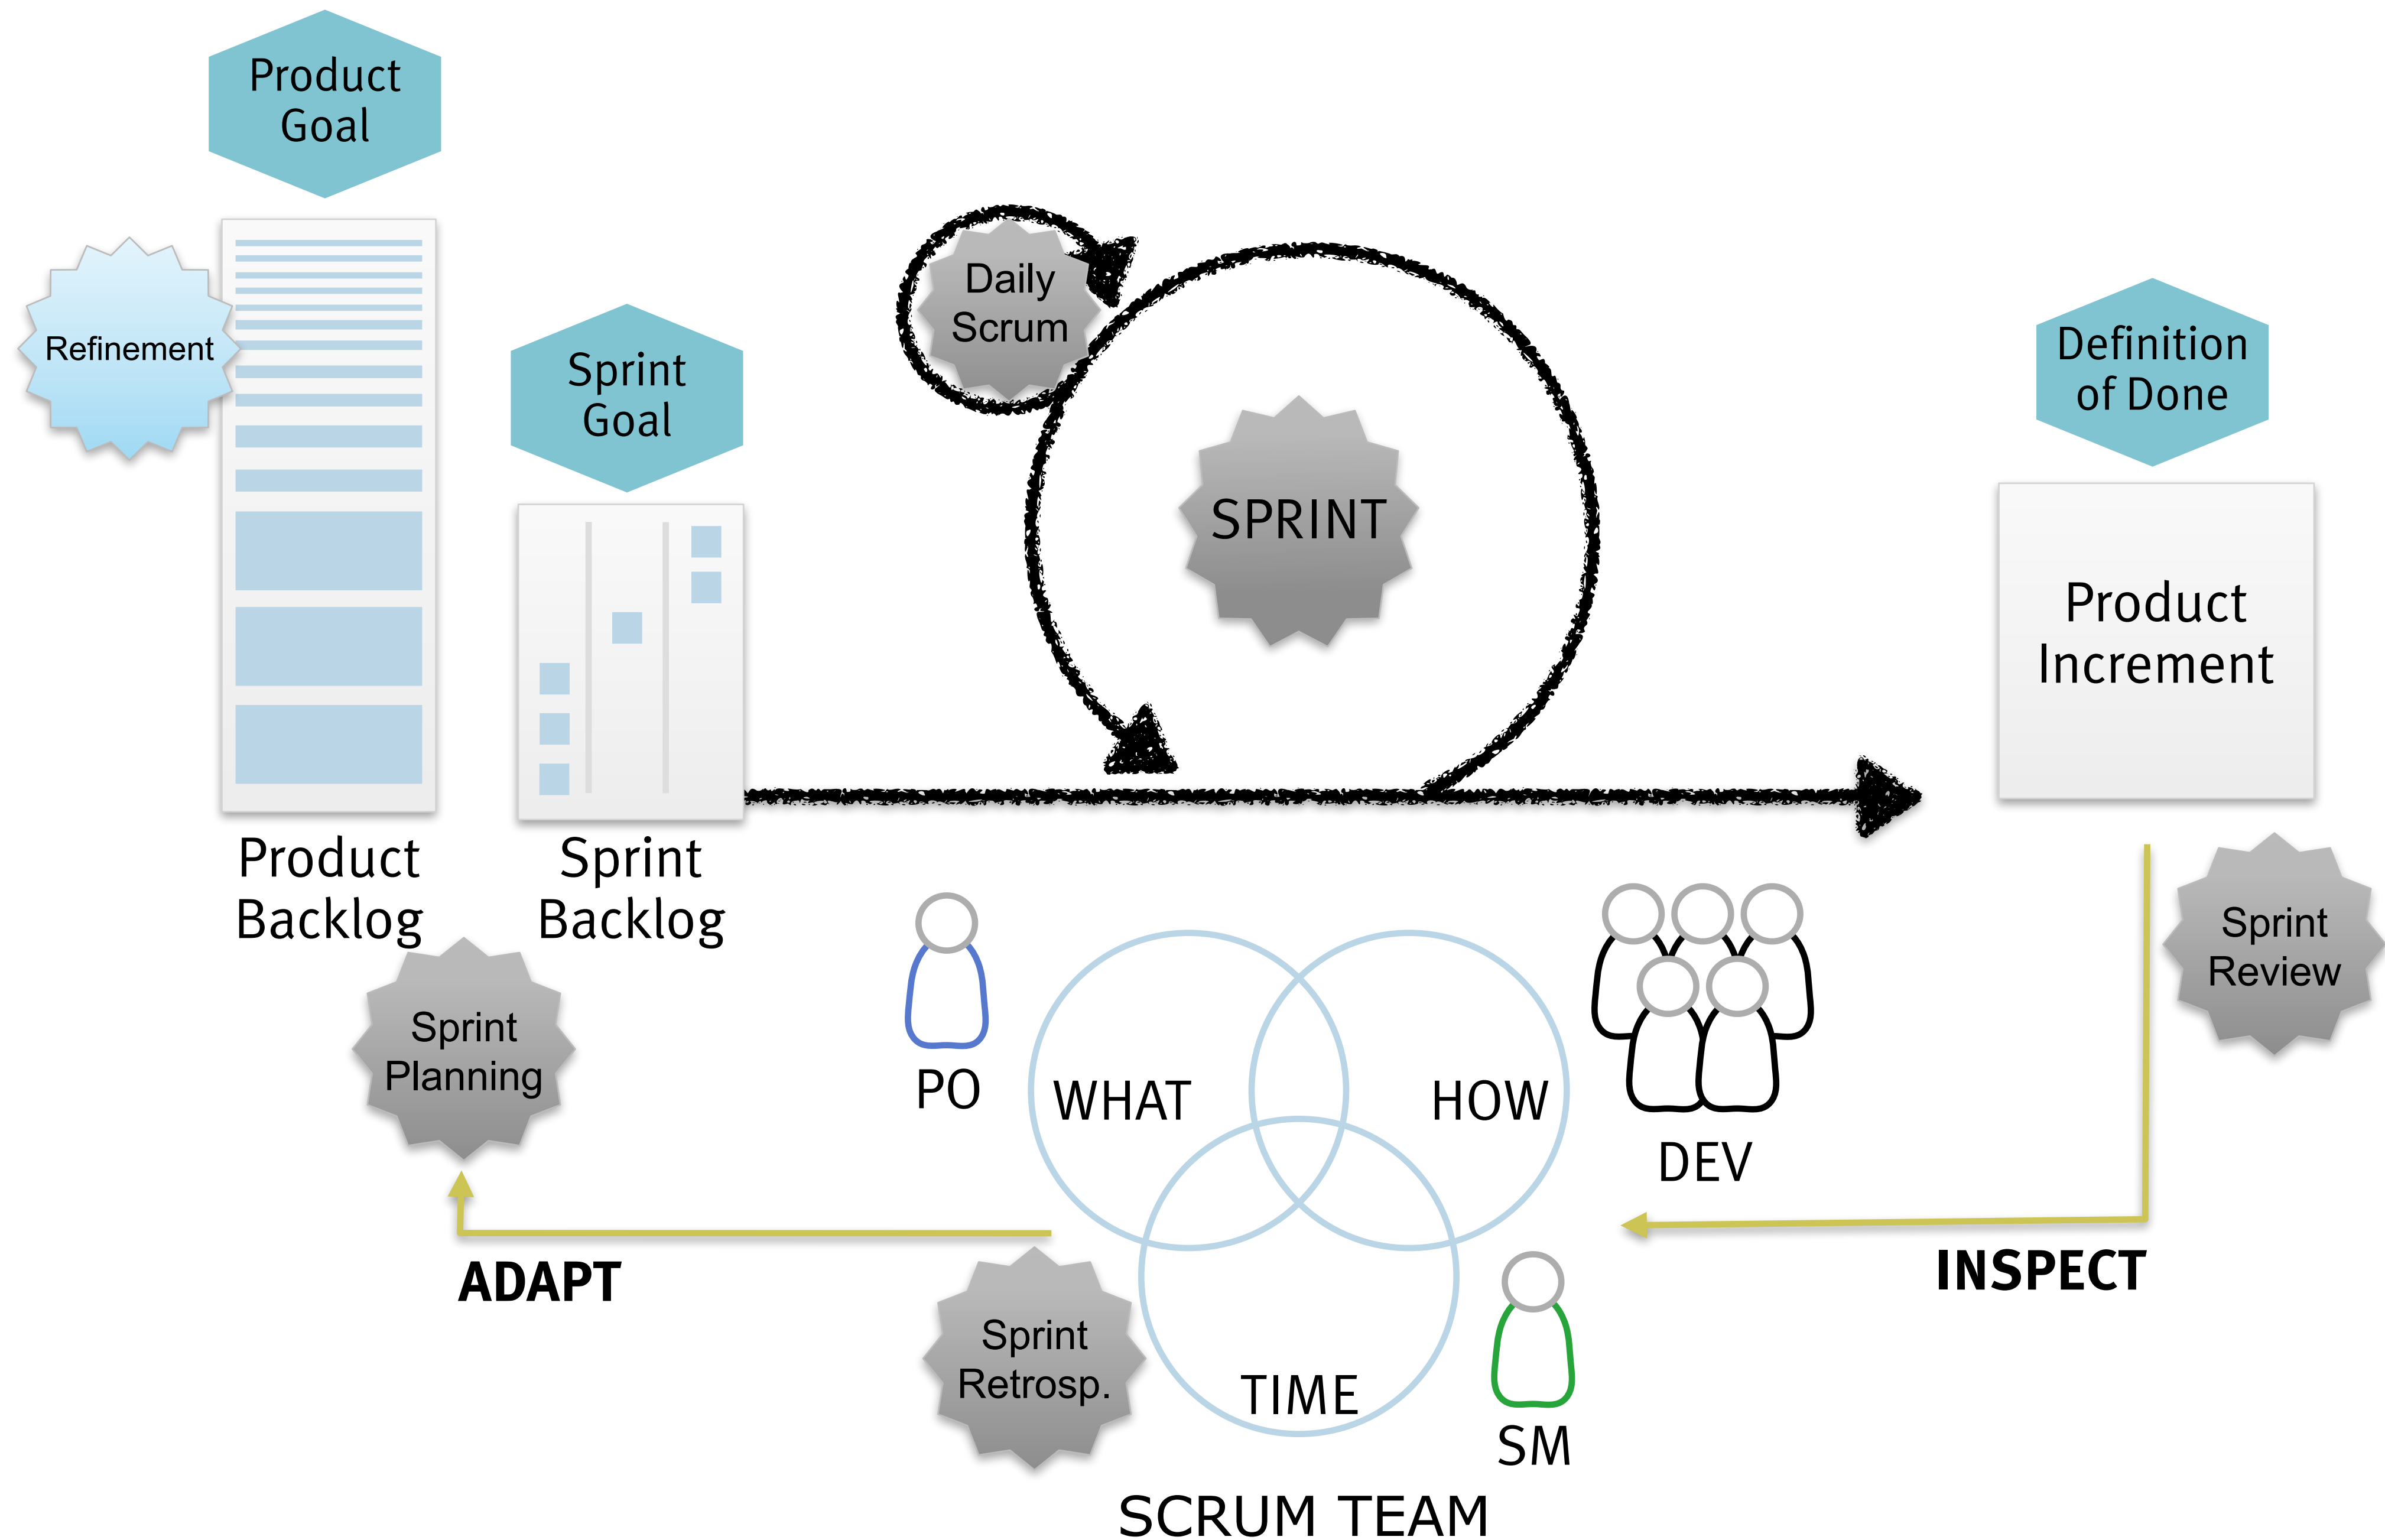 Product
Goal
Refinement
Sprint
Goal
Daily
Scrum
SPRINT
Definition
of Done
Product
Increment
Product
Backlog
Sprint
Backlog
Sprint
Planning
PO
WHAT
HOW
DEV
Sprint
Review
ADAPT
INSPECT
Sprint
Retrosp.
TIME
SM
SCRUM TEAM